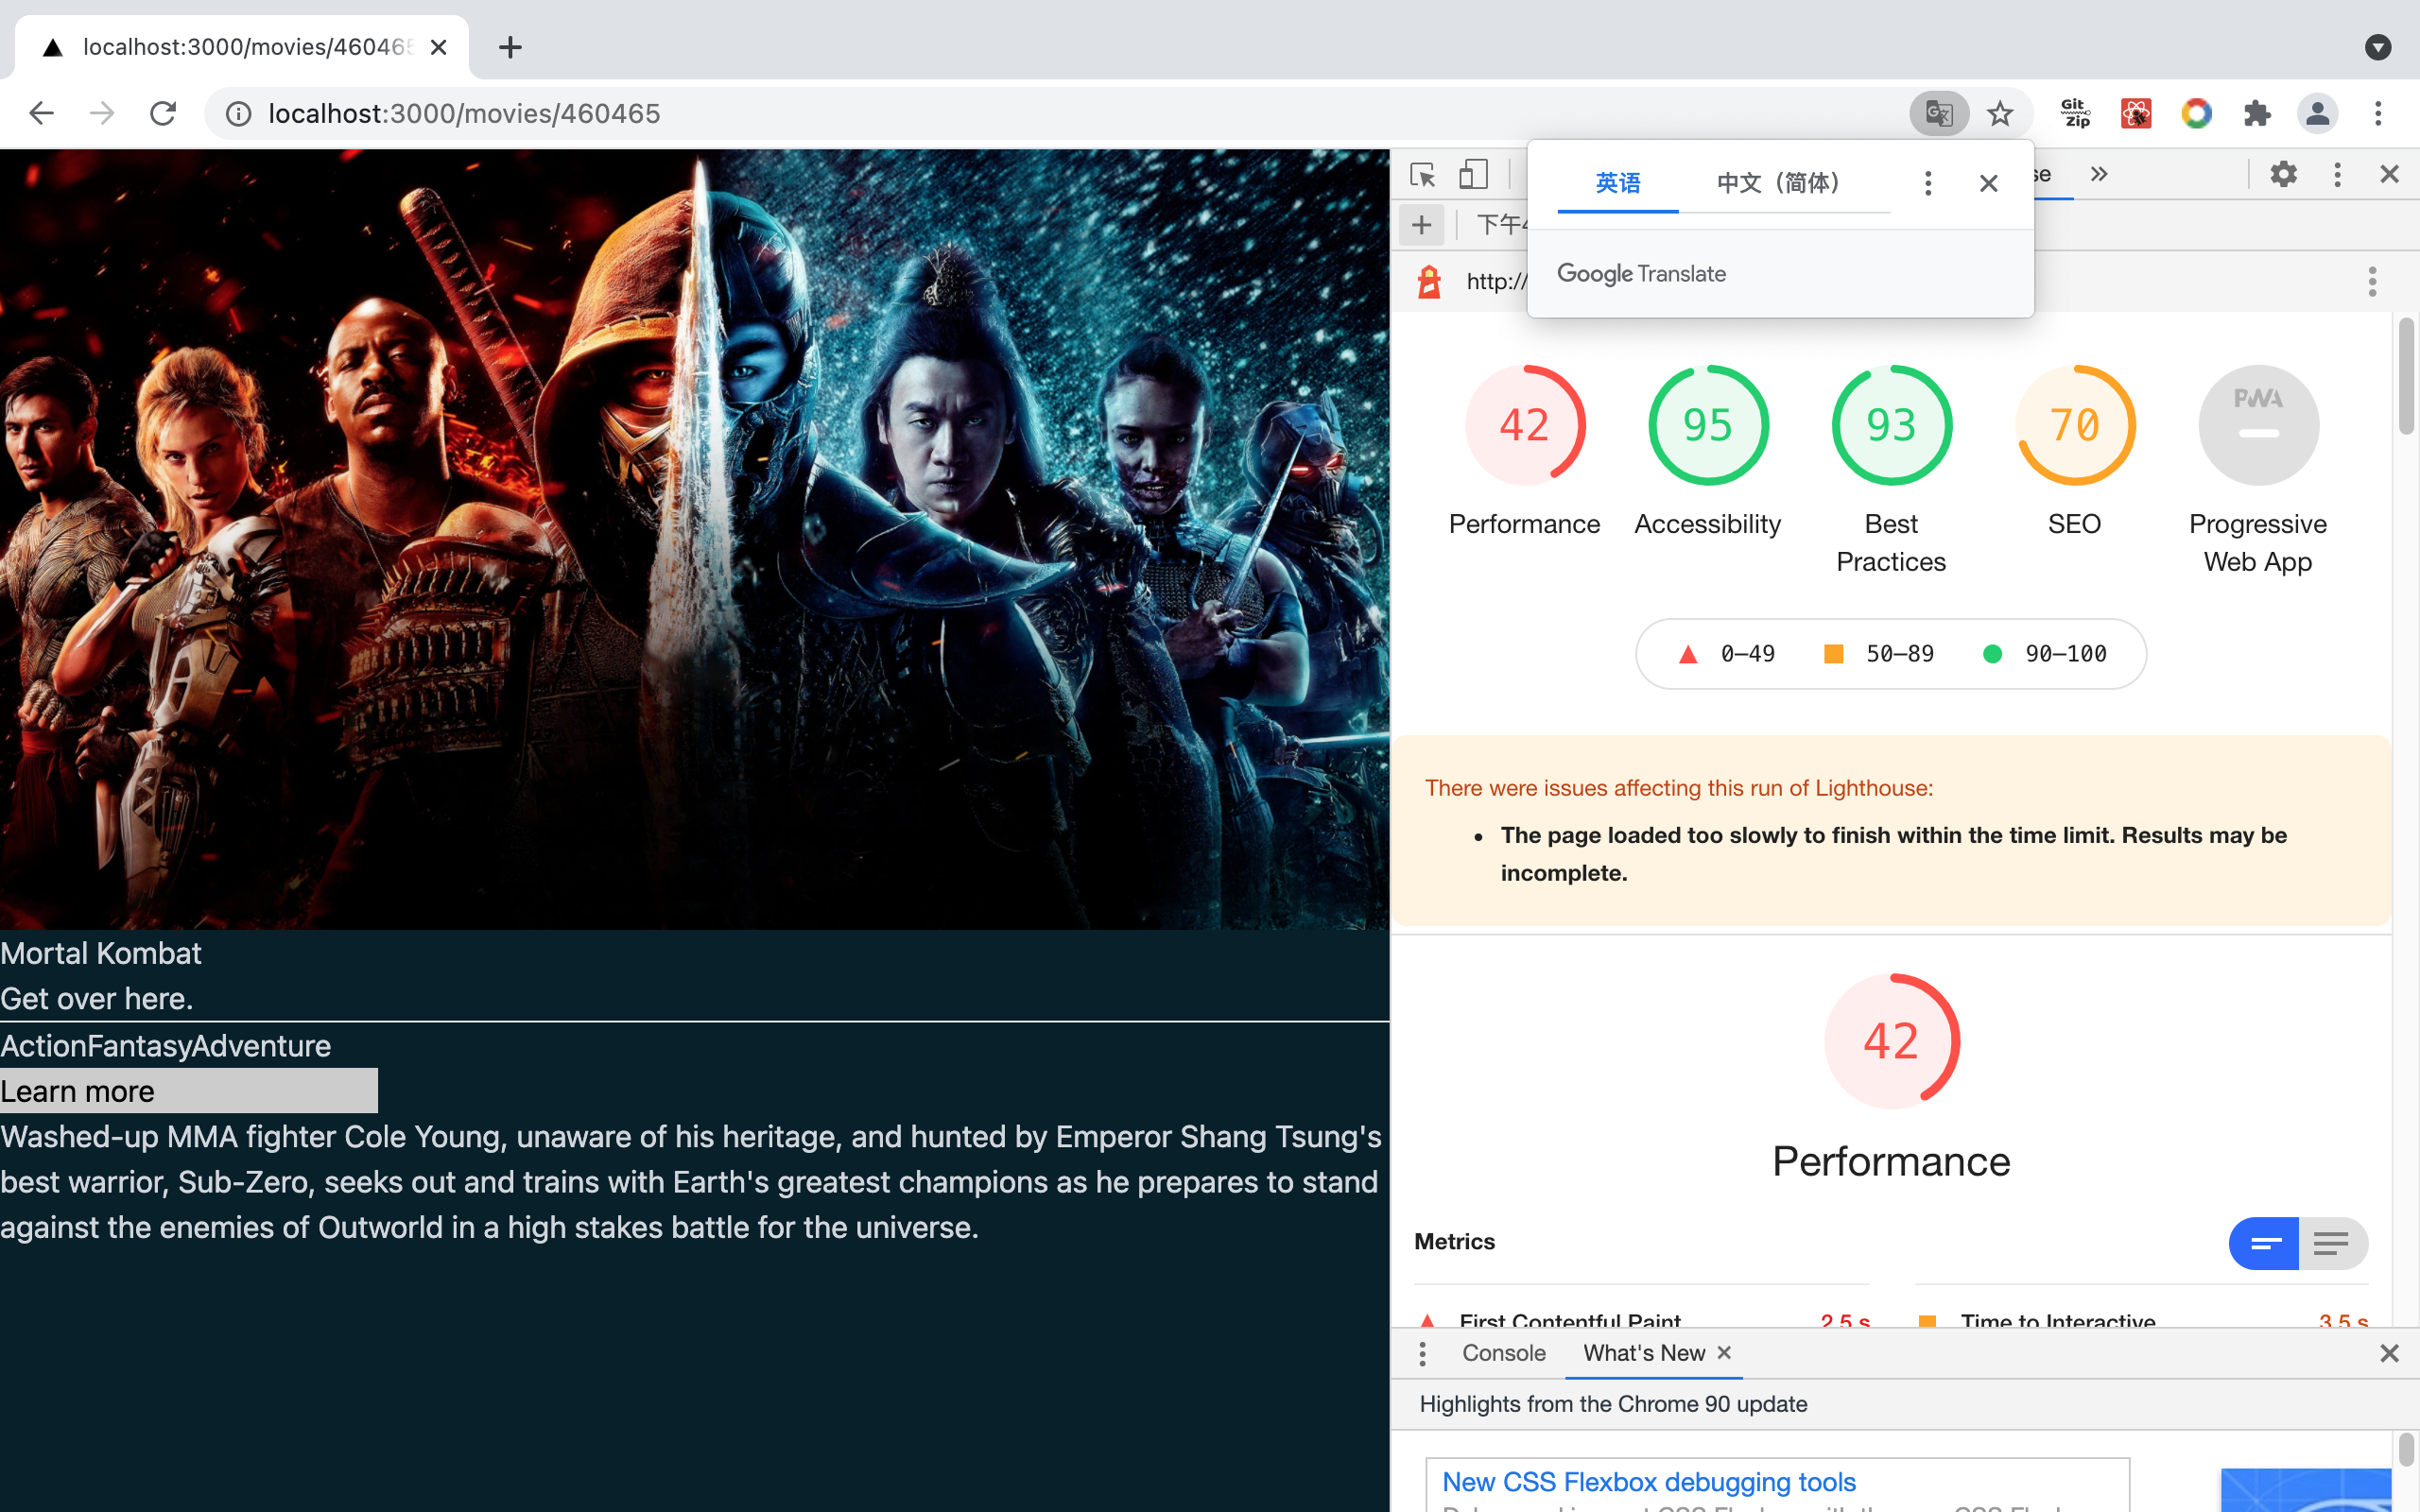 localhost:3000/movies/46046
localhost:3000/movies/460465
Git
Zip
英语
中文（简体）
Google Translate
se
下午
http://
42
95
93
70
PWA
Performance
Accessibility
Best
Practices
SEO
Progressive
Web App
0–49
50–89
90–100
There were issues affecting this run of Lighthouse:
• The page loaded too slowly to finish within the time limit. Results may be
incomplete.
42
Performance
Metrics
First Contentful Paint
2.5 s
Time to Interactive
3.5 s
Console
What's New
Highlights from the Chrome 90 update
New CSS Flexbox debugging tools
Mortal Kombat
Get over here.
ActionFantasyAdventure
Learn more
Washed-up MMA fighter Cole Young, unaware of his heritage, and hunted by Emperor Shang Tsung's
best warrior, Sub-Zero, seeks out and trains with Earth's greatest champions as he prepares to stand
against the enemies of Outworld in a high stakes battle for the universe.